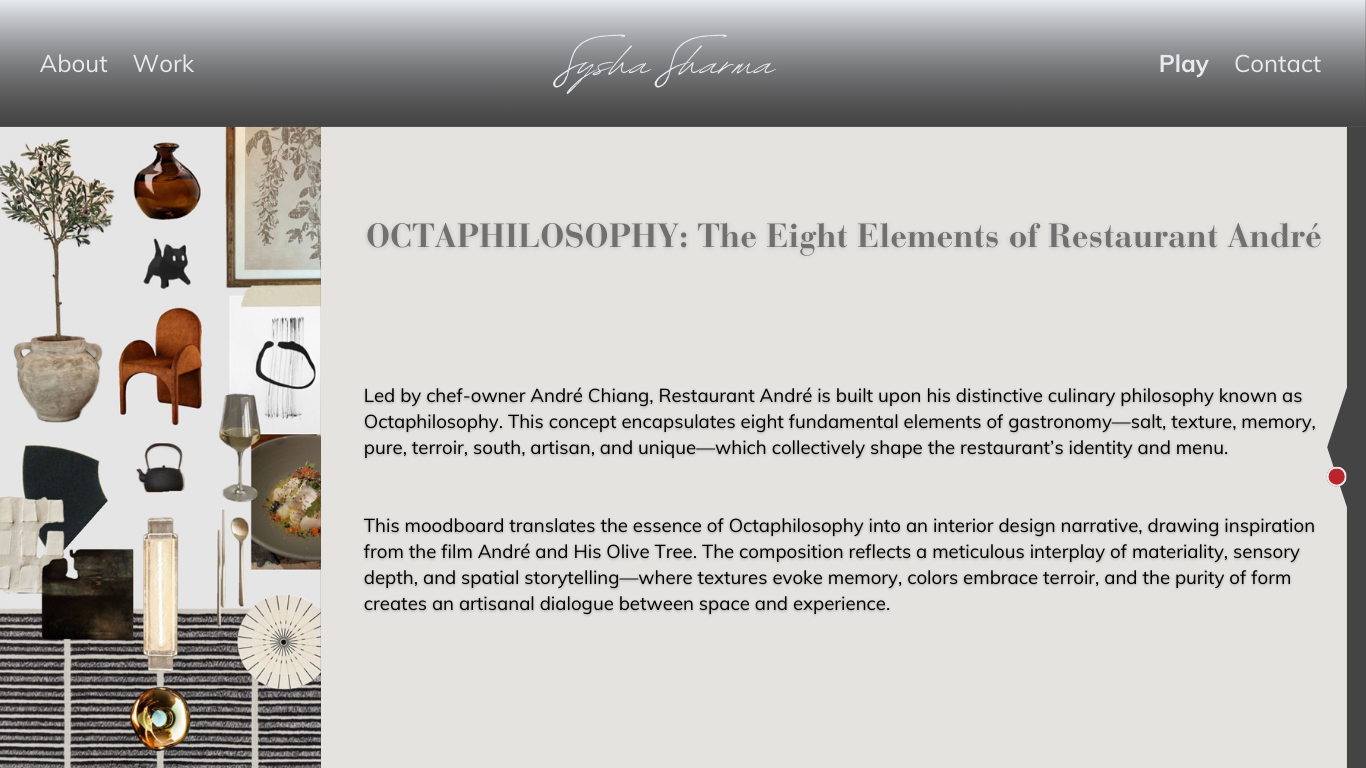 About Work Sysha Sharma Play Contact
OCTAPHILOSOPHY: The Eight Elements of Restaurant André
Led by chef-owner André Chiang, Restaurant André is built upon his distinctive culinary philosophy known as
Octaphilosophy. This concept encapsulates eight fundamental elements of gastronomy—salt, texture, memory,
pure, terroir, south, artisan, and unique—which collectively shape the restaurant’s identity and menu.
This moodboard translates the essence of Octaphilosophy into an interior design narrative, drawing inspiration
from the film André and His Olive Tree. The composition reflects a meticulous interplay of materiality, sensory
depth, and spatial storytelling—where textures evoke memory, colors embrace terroir, and the purity of form
creates an artisanal dialogue between space and experience.